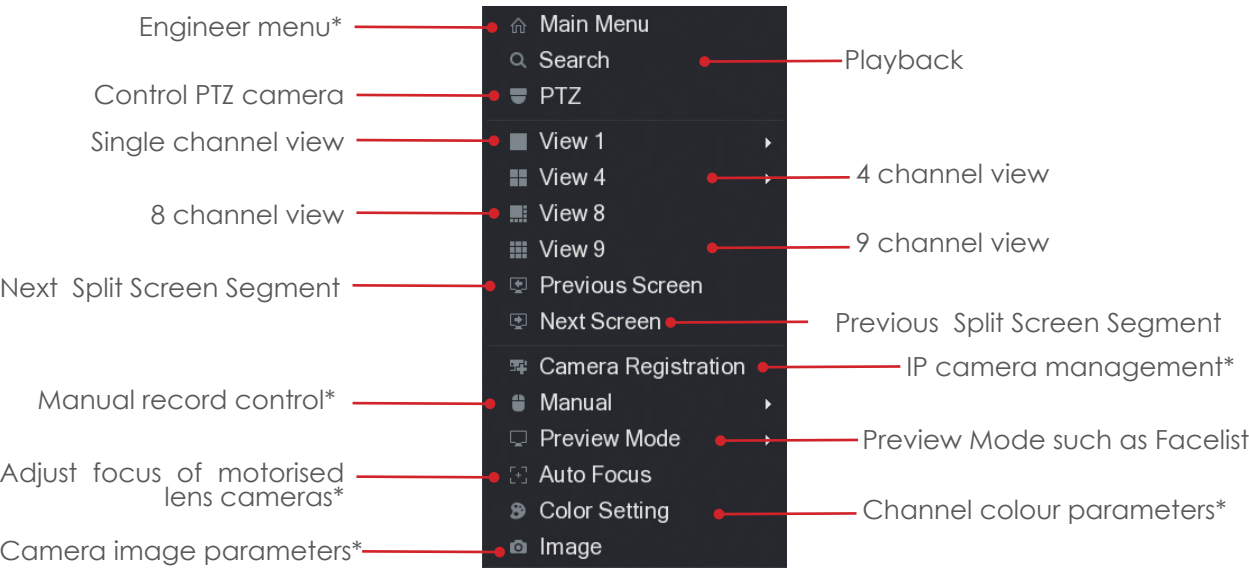 Engineer menu*
Main Menu
Search
Playback
Control PTZ camera
PTZ
Single channel view
View 1
View 4
4 channel view
8 channel view
View 8
View 9
9 channel view
Next Split Screen Segment
Previous Screen
Next Screen
Previous Split Screen Segment
Camera Registration
IP camera management*
Manual record control*
Manual
Preview Mode
Preview Mode such as Facelist
Adjust focus of motorised
lens cameras*
Auto Focus
Color Setting
Channel colour parameters*
Camera image parameters*
Image